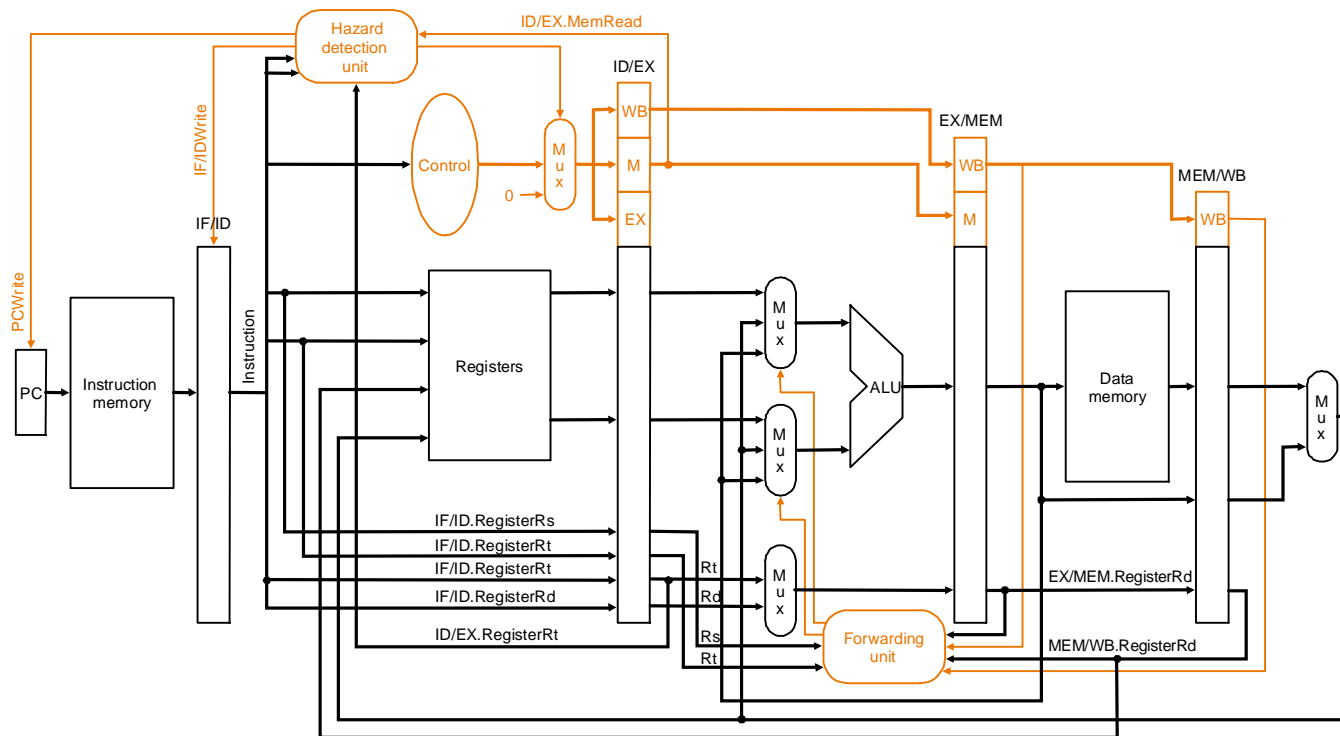 Hazard
detection
unit
ID/EX.MemRead
ID/EX
IF/IDWrite
PCWrite
Control
M
u
x
0
WB
M
EX
EX/MEM
WB
M
MEM/WB
WB
IF/ID
PC
Instruction
memory
Instruction
Registers
M
u
x
M
u
x
ALU
Data
memory
M
u
x
IF/ID.RegisterRs
IF/ID.RegisterRt
IF/ID.RegisterRt
IF/ID.RegisterRd
ID/EX.RegisterRt
Rt
Rd
M
u
x
Rs
Rt
Forwarding
unit
EX/MEM.RegisterRd
MEM/WB.RegisterRd